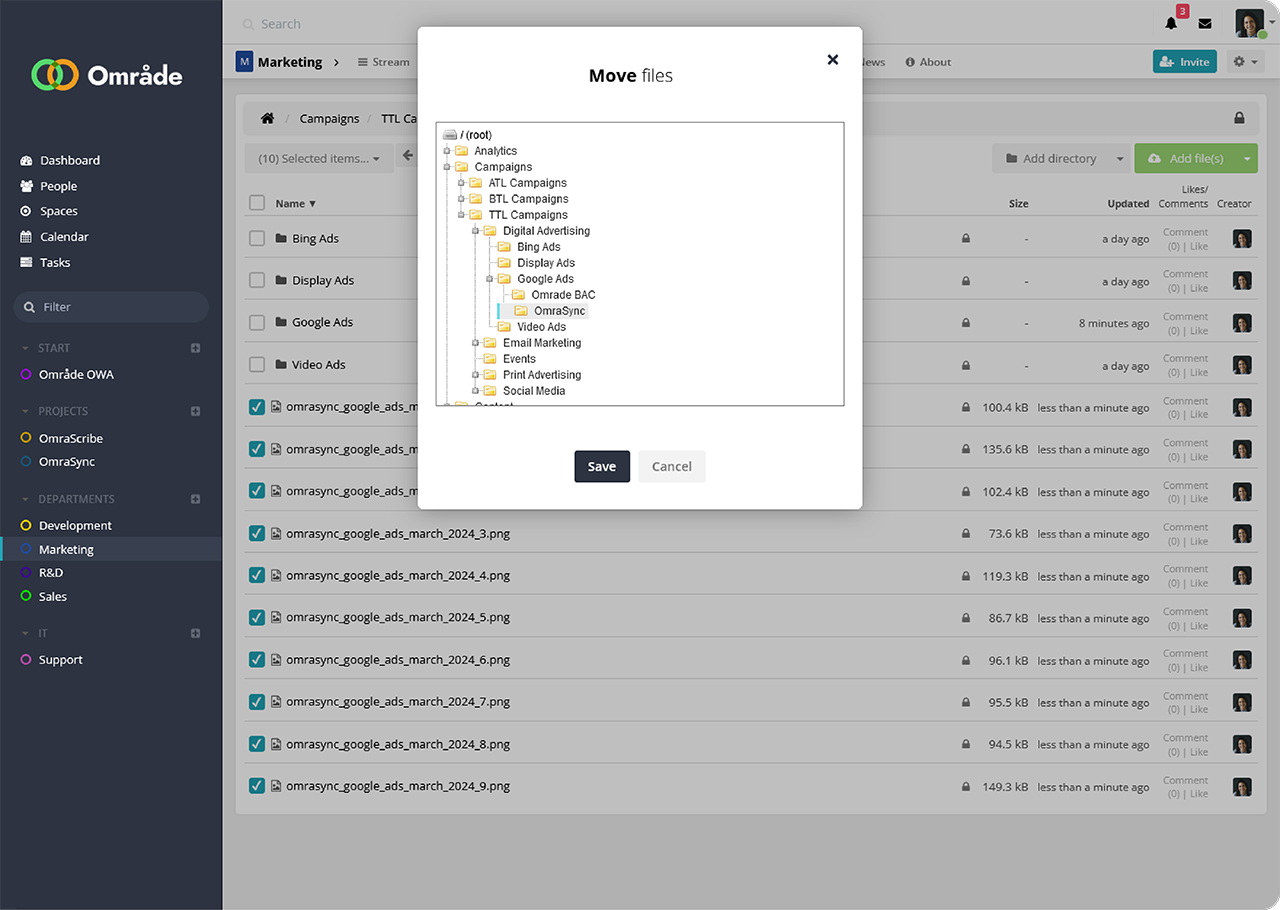 Område
Dashboard
People
Spaces
Calendar
Tasks
Filter
START
Område OWA
PROJECTS
OmraScribe
OmraSync
DEPARTMENTS
Development
Marketing
R&D
Sales
IT
Support
Search
3
M Marketing
Stream
News
About
Invite
Campaigns / TTL Ca
(10) Selected items...
Add directory
Add file(s)
Name ▼ Size Updated Likes/
Comments Creator
Bing Ads - a day ago Comment
(0) | Like
Display Ads - a day ago Comment
(0) | Like
Google Ads - 8 minutes ago Comment
(0) | Like
Video Ads - a day ago Comment
(0) | Like
omrasync_google_ads_m 100.4 kB less than a minute ago Comment
(0) | Like
omrasync_google_ads_m 135.6 kB less than a minute ago Comment
(0) | Like
omrasync_google_ads_m 102.4 kB less than a minute ago Comment
(0) | Like
omrasync_google_ads_march_2024_3.png 73.6 kB less than a minute ago Comment
(0) | Like
omrasync_google_ads_march_2024_4.png 119.3 kB less than a minute ago Comment
(0) | Like
omrasync_google_ads_march_2024_5.png 86.7 kB less than a minute ago Comment
(0) | Like
omrasync_google_ads_march_2024_6.png 96.1 kB less than a minute ago Comment
(0) | Like
omrasync_google_ads_march_2024_7.png 95.5 kB less than a minute ago Comment
(0) | Like
omrasync_google_ads_march_2024_8.png 94.5 kB less than a minute ago Comment
(0) | Like
omrasync_google_ads_march_2024_9.png 149.3 kB less than a minute ago Comment
(0) | Like
Move files
/ (root)
Analytics
Campaigns
ATL Campaigns
BTL Campaigns
TTL Campaigns
Digital Advertising
Bing Ads
Display Ads
Google Ads
Omrade BAC
OmraSync
Video Ads
Email Marketing
Events
Print Advertising
Social Media
Content
Save
Cancel